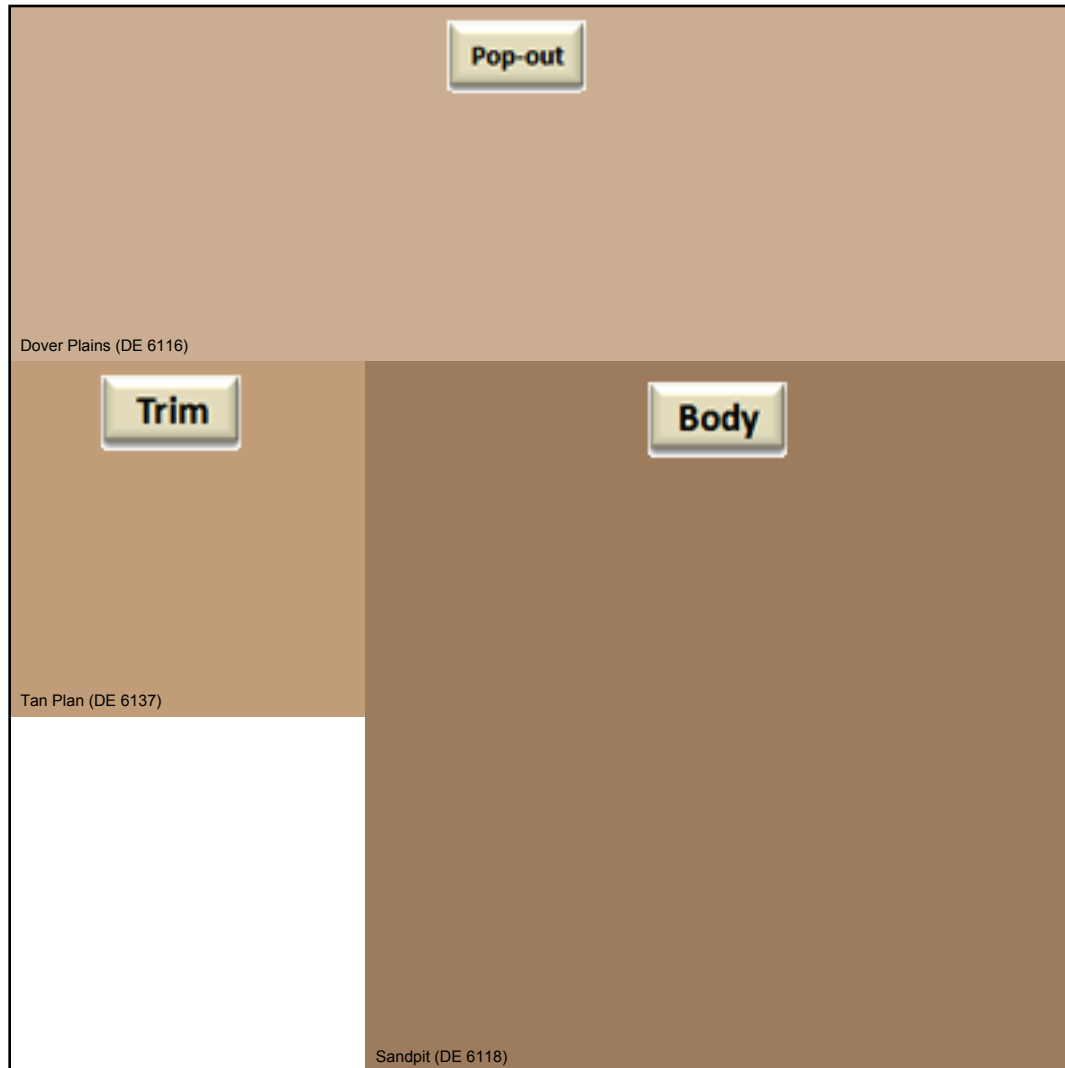 Pop-out
Dover Plains (DE 6116)
Trim
Body
Tan Plan (DE 6137)
Sandpit (DE 6118)